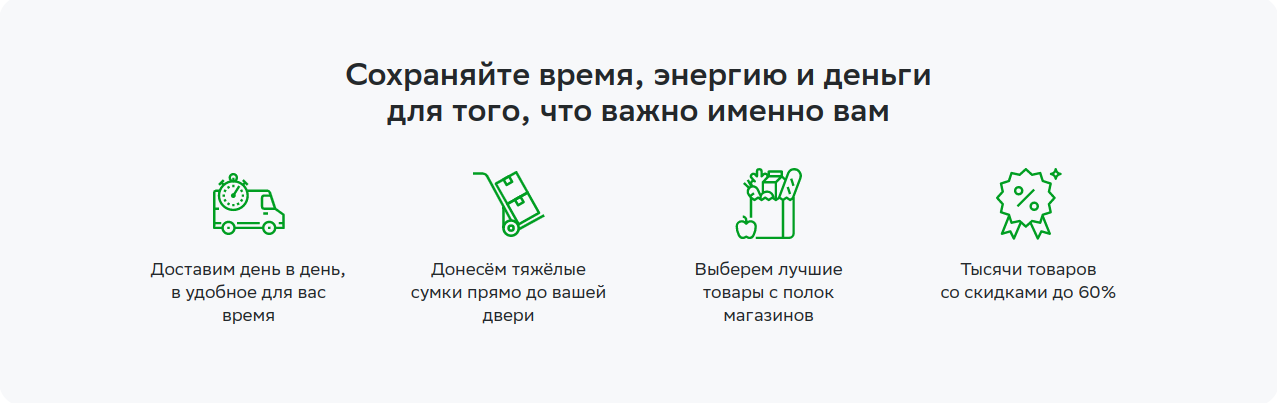 Сохраняйте время, энергию и деньги
для того, что важно именно вам
Доставим день в день,
в удобное для вас
время
Донесём тяжёлые
сумки прямо до вашей
двери
Выберем лучшие
товары с полок
магазинов
Тысячи товаров
со скидками до 60%